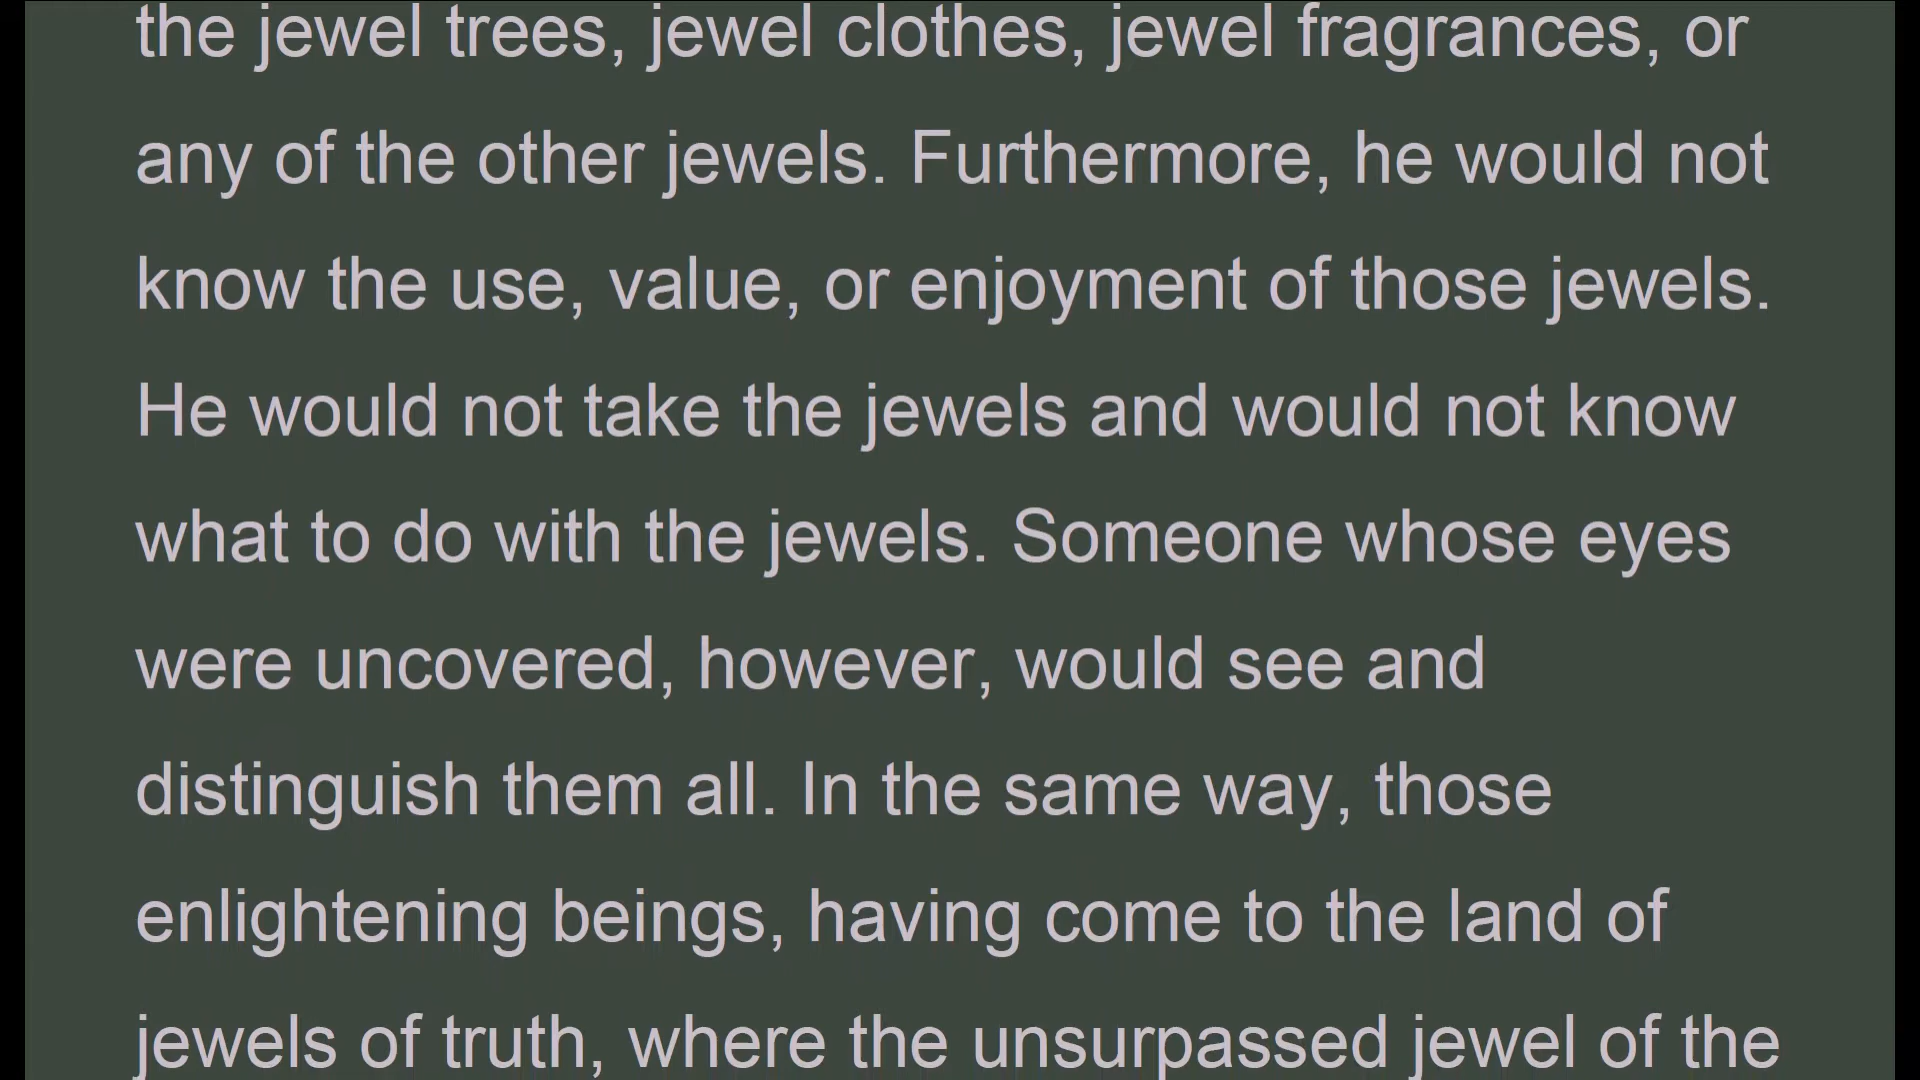 the jewel trees, jewel clothes, jewel fragrances, or
any of the other jewels. Furthermore, he would not
know the use, value, or enjoyment of those jewels.
He would not take the jewels and would not know
what to do with the jewels. Someone whose eyes
were uncovered, however, would see and
distinguish them all. In the same way, those
enlightening beings, having come to the land of
jewels of truth, where the unsurpassed jewel of the